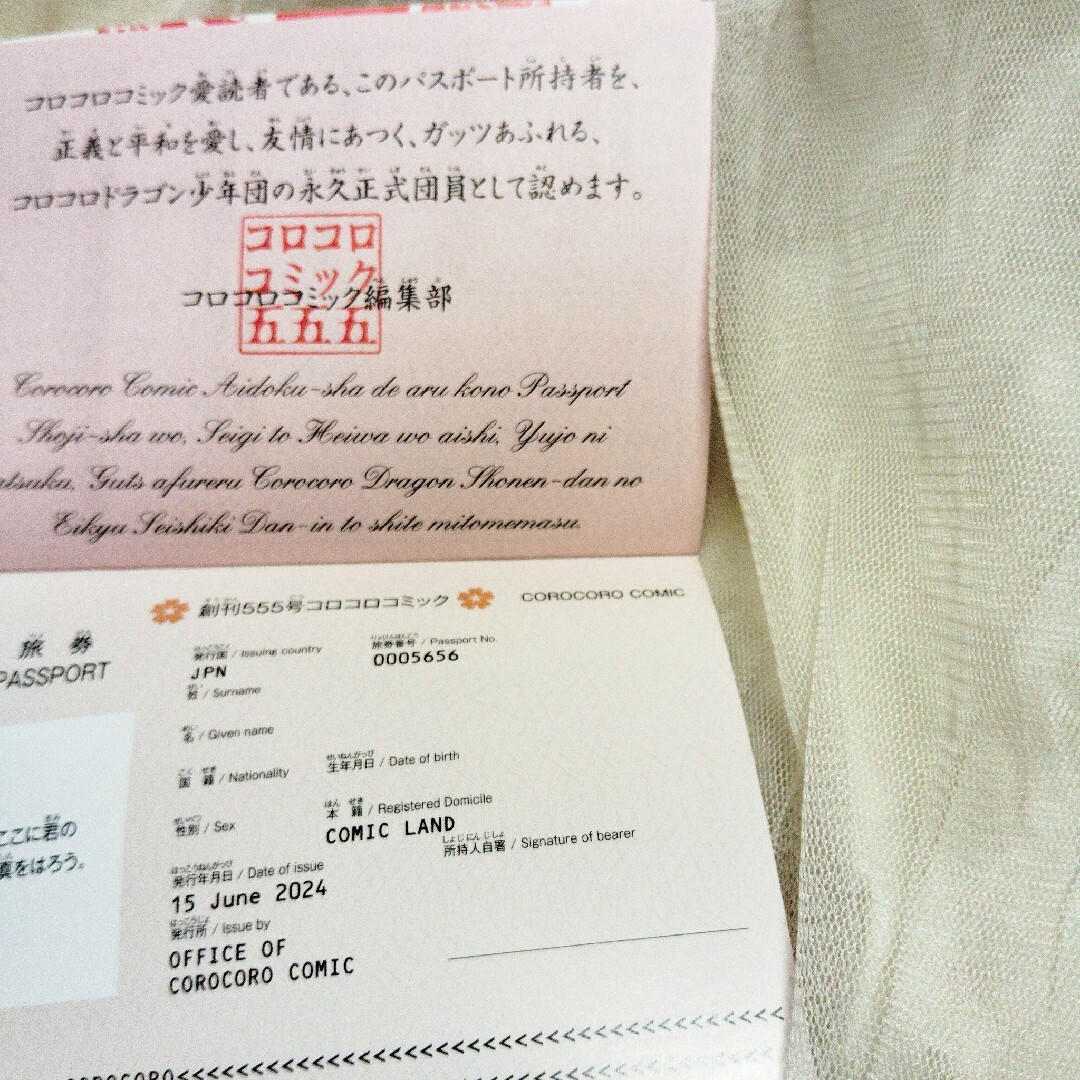 コロコロコミック愛読者である、このパスポート所持者を、
正義と平和を愛し、友情にあつく、ガッツあふれる、
コロコロドラゴン少年団の永久正式団員として認めます。
コロコロ
コミック
五五五
コロコロコミック編集部
Corocoro Comic Aidoku-sha de aru kono Passport
Shoji-sha wo, Seigi to Heiwa wo aishi, Yujo ni
atsuku, Guts afureru Corocoro Dragon Shonen-dan no
Eikyu Seishiki Dan-in to shite mitomemasu.
創刊555号コロコロコミック
COROCORO COMIC
旅券
PASSPORT
発行国 / Issuing country
旅券番号 / Passport No.
JPN
0005656
姓 / Surname
名 / Given name
国籍 / Nationality
生年月日 / Date of birth
性別 / Sex
本籍 / Registered Domicile
COMIC LAND
所持人自署 / Signature of bearer
ここに君の
真をはろう。
発行年月日 / Date of issue
15 June 2024
発行所 / Issue by
OFFICE OF
COROCORO COMIC
COROCORO<<<<<<<<<<<<<<<<<<<<<<<<<<<<<<<<<